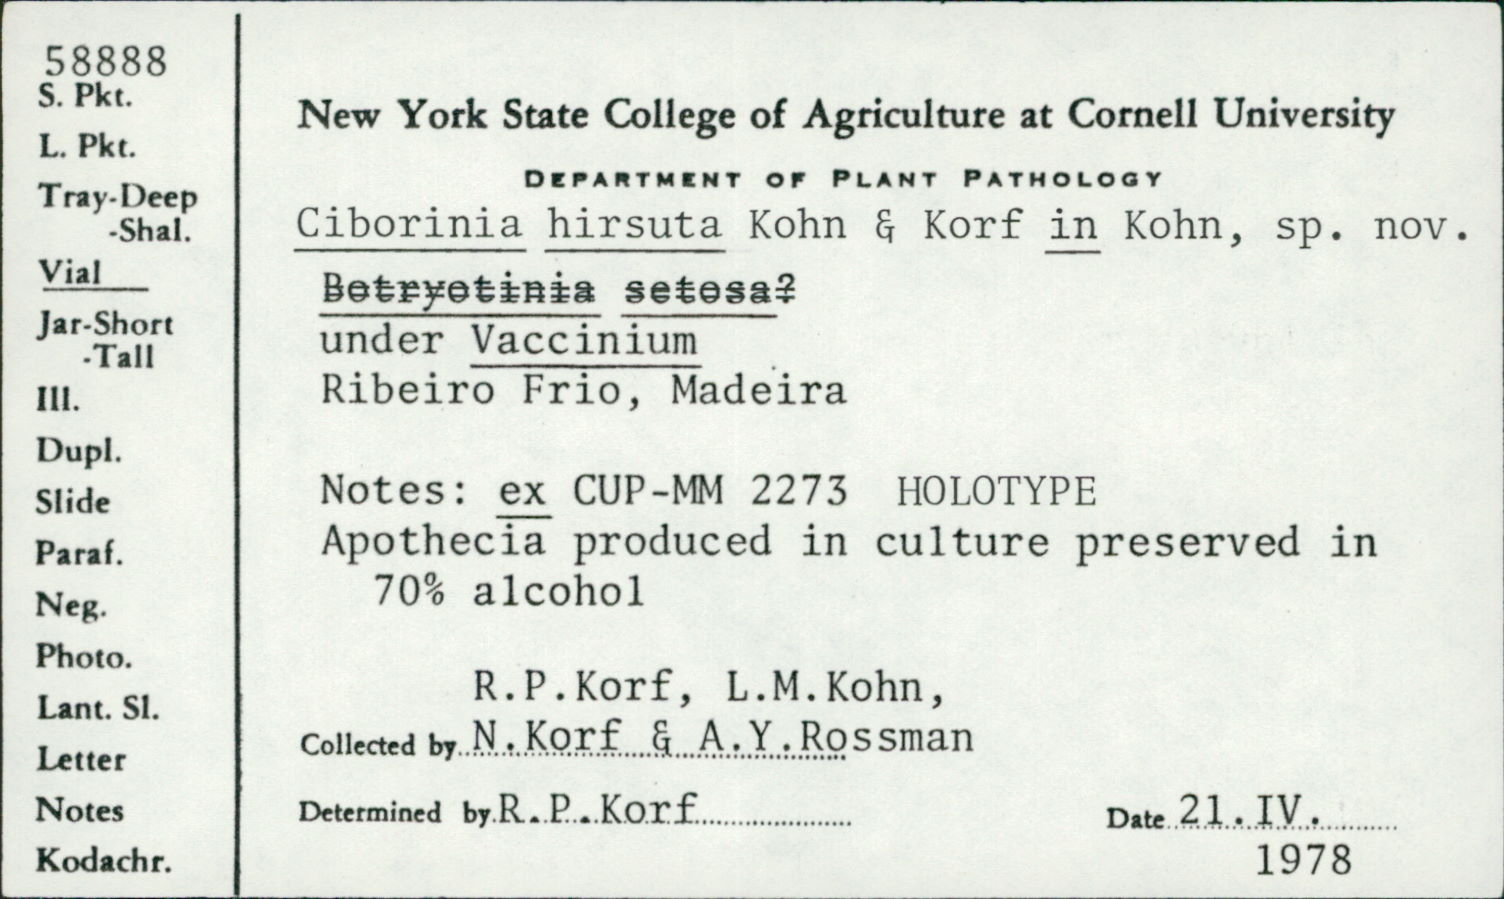 58888
S. Pkt.
L. Pkt.
Tray-Deep
-Shal.
Vial
Jar-Short
-Tall
Ill.
Dupl.
Slide
Paraf.
Neg.
Photo.
Lant. Sl.
Letter
Notes
Kodachr.
New York State College of Agriculture at Cornell University
DEPARTMENT OF PLANT PATHOLOGY
Ciborinia hirsuta Kohn & Korf in Kohn, sp. nov.
Botryotinia setosa?
under Vaccinium
Ribeiro Frio, Madeira
Notes: ex CUP-MM 2273 HOLOTYPE
Apothecia produced in culture preserved in
70% alcohol
R.P.Korf, L.M.Kohn,
Collected by N.Korf & A.Y.Rossman
Determined by R.P.Korf
Date 21.IV.
1978